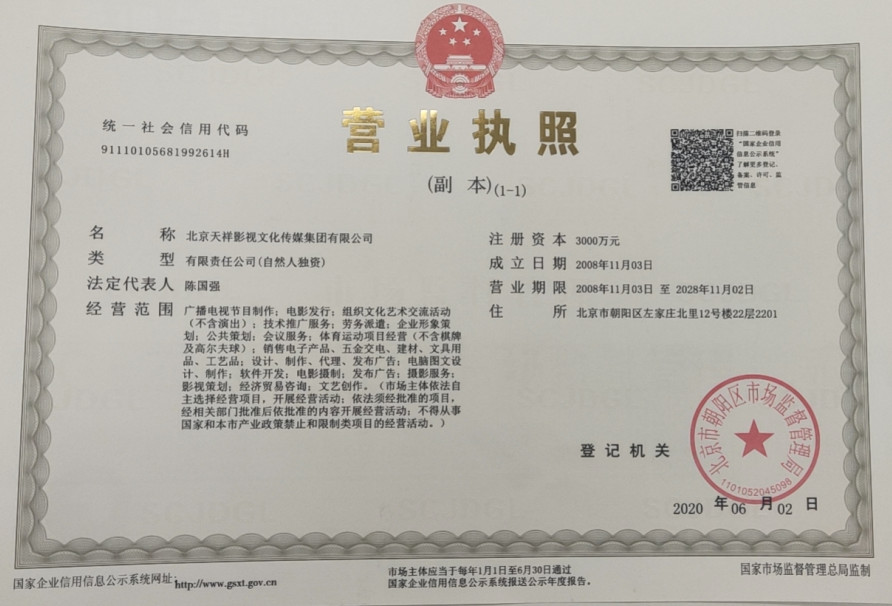 营业执照
(副 本)(1-1)
统一社会信用代码
91110105681992614H
扫描二维码登录
“国家企业信用
信息公示系统”
了解更多登记、
备案、许可、监
管信息
名 称 北京天祥影视文化传媒集团有限公司
类 型 有限责任公司(自然人独资)
法定代表人 陈国强
经营范围 广播电视节目制作；电影发行；组织文化艺术交流活动
（不含演出）；技术推广服务；劳务派遣；企业形象策
划；公共策划；会议服务；体育运动项目经营（不含棋牌
及高尔夫球）；销售电子产品、五金交电、建材、文具用
品、工艺品；设计、制作、代理、发布广告；电脑图文设
计、制作；软件开发；电影摄制；发布广告；摄影服务；
影视策划；经济贸易咨询；文艺创作。（市场主体依法自
主选择经营项目，开展经营活动；依法须经批准的项目，
经相关部门批准后依批准的内容开展经营活动；不得从事
国家和本市产业政策禁止和限制类项目的经营活动。）
注册资本 3000万元
成立日期 2008年11月03日
营业期限 2008年11月03日 至 2028年11月02日
住 所 北京市朝阳区左家庄北里12号楼22层2201
登记机关
北京市朝阳区市场监督管理局
1101052045098
2020 年 06 月 02 日
国家企业信用信息公示系统网址：http://www.gsxt.gov.cn
市场主体应当于每年1月1日至6月30日通过
国家企业信用信息公示系统报送公示年度报告。
国家市场监督管理总局监制